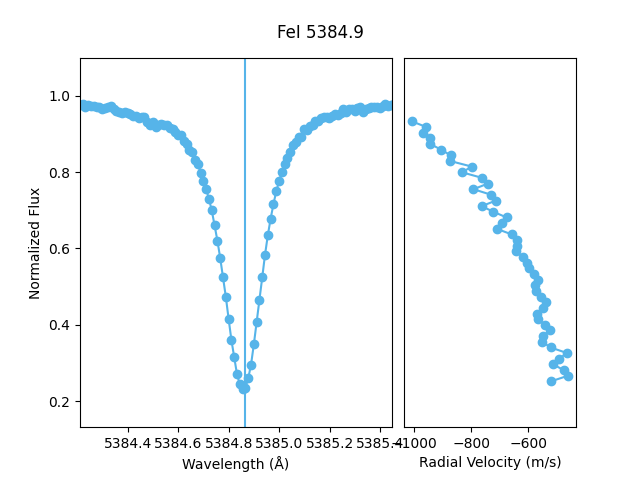 FeI 5384.9
Normalized Flux
1.0
0.8
0.6
0.4
0.2
5384.4 5384.6 5384.8 5385.0 5385.2 5385.4
Wavelength (Å)
−1000 −800 −600
Radial Velocity (m/s)